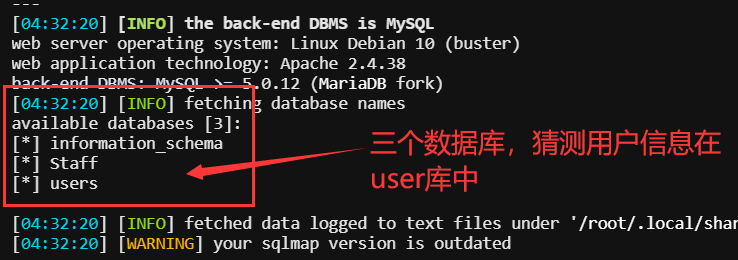 ---
[04:32:20] [INFO] the back-end DBMS is MySQL
web server operating system: Linux Debian 10 (buster)
web application technology: Apache 2.4.38
back-end DBMS: MySQL >= 5.0.12 (MariaDB fork)
[04:32:20] [INFO] fetching database names
available databases [3]:
[*] information_schema
[*] Staff
[*] users
三个数据库，猜测用户信息在
user库中
[04:32:20] [INFO] fetched data logged to text files under '/root/.local/shar
[04:32:20] [WARNING] your sqlmap version is outdated